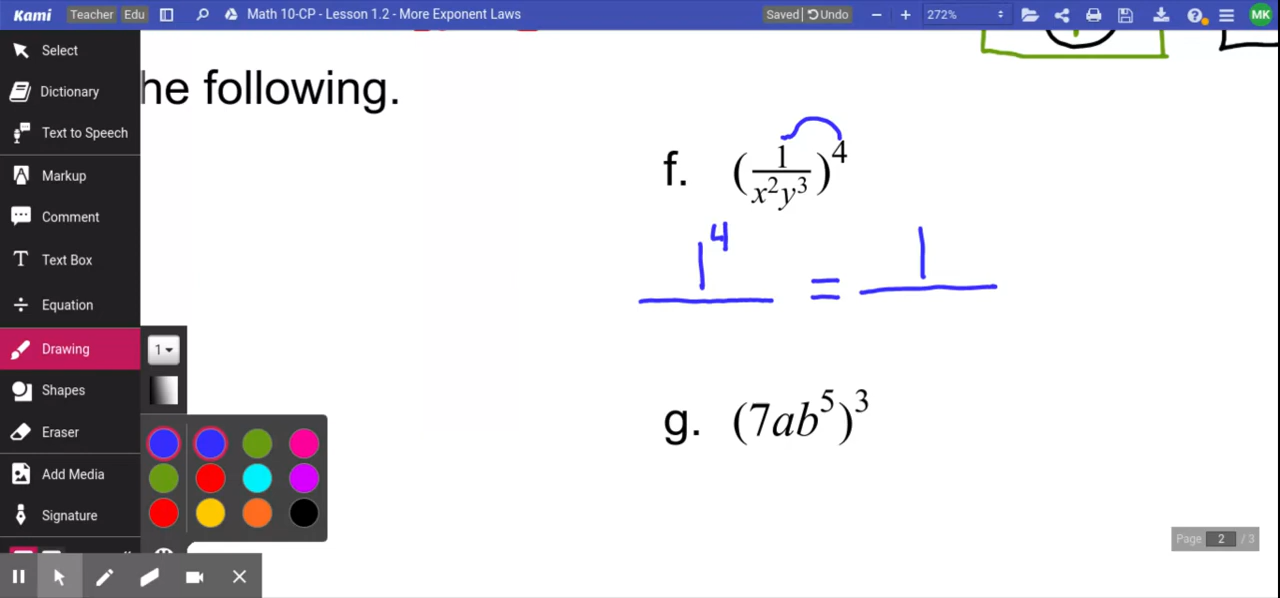 Kami Teacher Edu Math 10-CP - Lesson 1.2 - More Exponent Laws Saved Undo − + 272% MK
Select
Dictionary
Text to Speech
Markup
Comment
Text Box
Equation
Drawing
Shapes
Eraser
Add Media
Signature
1
he following.
f. (1/x²y³)⁴
1⁴ = 1
g. (7ab⁵)³
Page 2 / 3